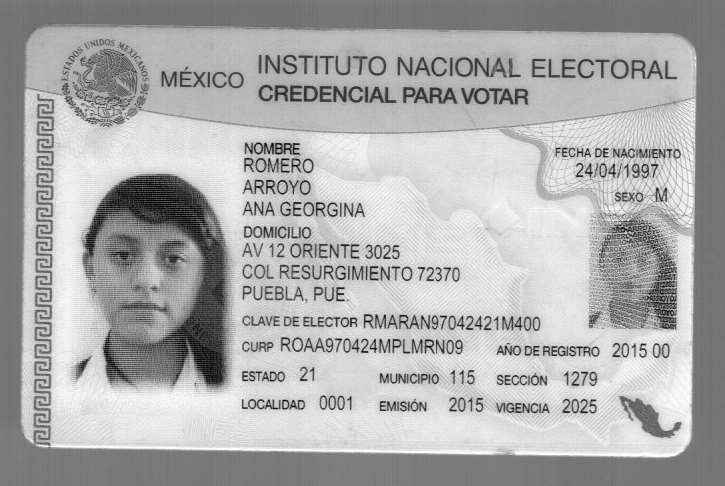 ESTADOS UNIDOS MEXICANOS
MÉXICO
INSTITUTO NACIONAL ELECTORAL
CREDENCIAL PARA VOTAR
NOMBRE
ROMERO
ARROYO
ANA GEORGINA
FECHA DE NACIMIENTO
24/04/1997
SEXO M
DOMICILIO
AV 12 ORIENTE 3025
COL RESURGIMIENTO 72370
PUEBLA, PUE.
CLAVE DE ELECTOR RMARAN97042421M400
CURP ROAA970424MPLMRN09 AÑO DE REGISTRO 2015 00
ESTADO 21 MUNICIPIO 115 SECCIÓN 1279
LOCALIDAD 0001 EMISIÓN 2015 VIGENCIA 2025